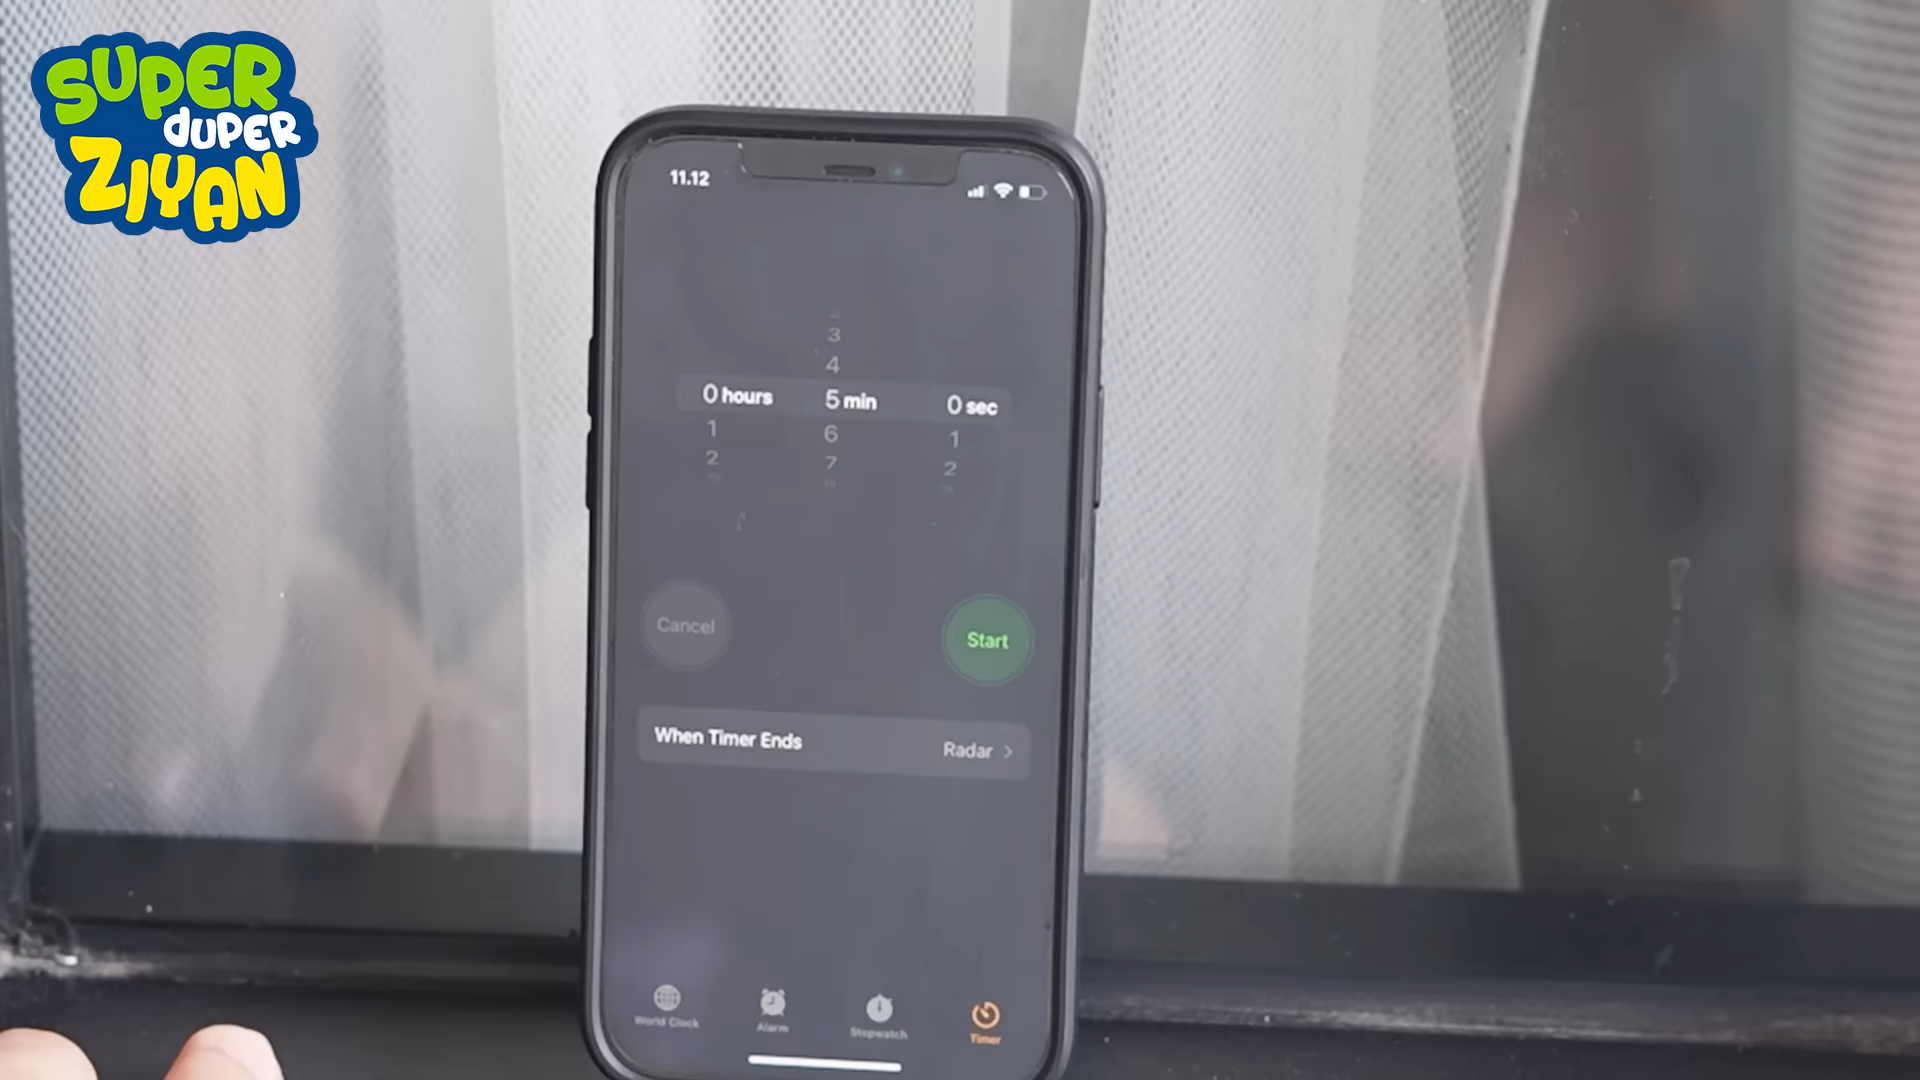 SUPER
DUPER
ZIYAN
11.12
3
4
0 hours 5 min 0 sec
1 6 1
2 7 2
Cancel Start
When Timer Ends Radar >
World Clock Alarm Stopwatch Timer